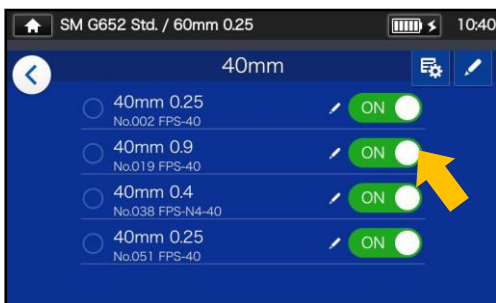 SM G652 Std. / 60mm 0.25 10:40
40mm
40mm 0.25 ON
No.002 FPS-40
40mm 0.9 ON
No.019 FPS-40
40mm 0.4 ON
No.038 FPS-N4-40
40mm 0.25 ON
No.051 FPS-40